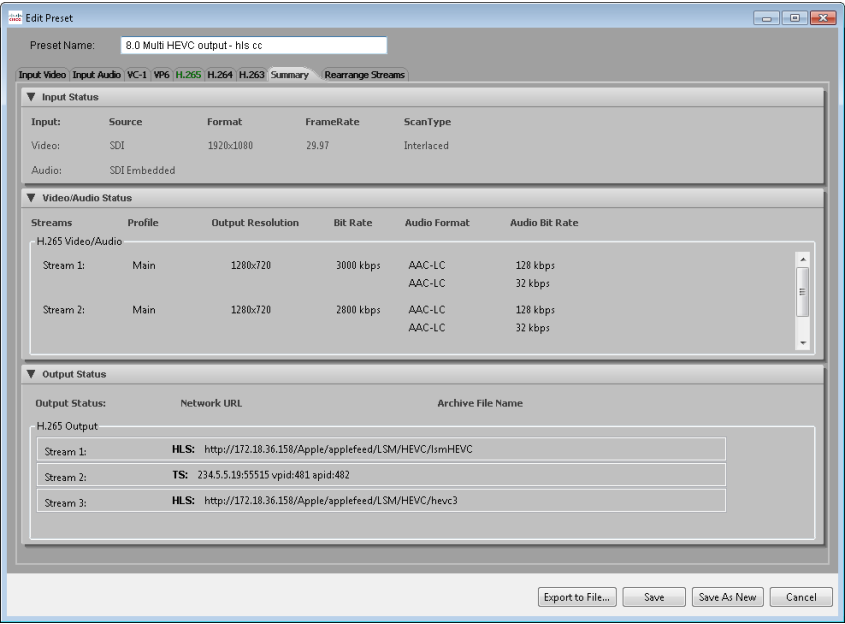 cisco Edit Preset
Preset Name: 8.0 Multi HEVC output - hls cc
Input Video Input Audio VC-1 VP6 H.265 H.264 H.263 Summary Rearrange Streams
Input Status
Input: Source Format FrameRate ScanType
Video: SDI 1920x1080 29.97 Interlaced
Audio: SDI Embedded
Video/Audio Status
Streams Profile Output Resolution Bit Rate Audio Format Audio Bit Rate
H.265 Video/Audio
Stream 1: Main 1280x720 3000 kbps AAC-LC 128 kbps
AAC-LC 32 kbps
Stream 2: Main 1280x720 2800 kbps AAC-LC 128 kbps
AAC-LC 32 kbps
Output Status
Output Status: Network URL Archive File Name
H.265 Output
Stream 1: HLS: http://172.18.36.158/Apple/applefeed/LSM/HEVC/lsmHEVC
Stream 2: TS: 234.5.5.19:55515 vpid:481 apid:482
Stream 3: HLS: http://172.18.36.158/Apple/applefeed/LSM/HEVC/hevc3
Export to File... Save Save As New Cancel